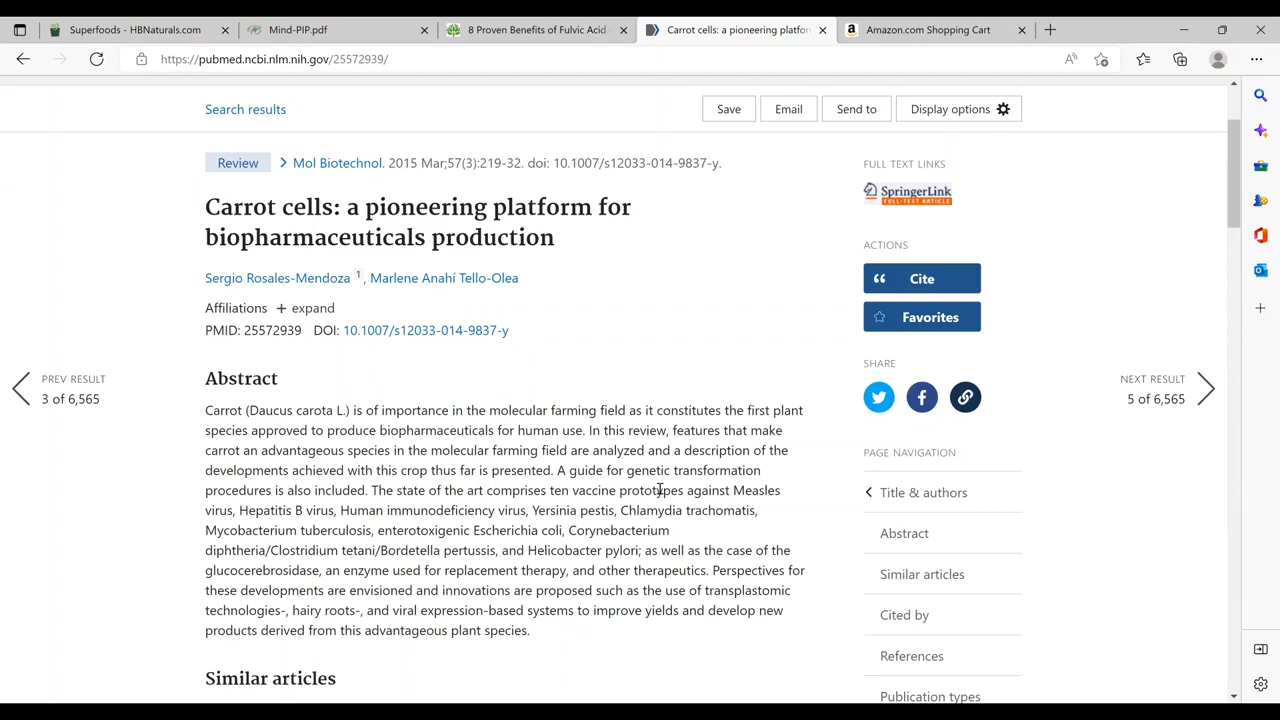 Superfoods - HBNaturals.com
Mind-PIP.pdf
8 Proven Benefits of Fulvic Acid
Carrot cells: a pioneering platform
Amazon.com Shopping Cart
https://pubmed.ncbi.nlm.nih.gov/25572939/
Search results
Save
Email
Send to
Display options
Review
Mol Biotechnol. 2015 Mar;57(3):219-32. doi: 10.1007/s12033-014-9837-y.
Carrot cells: a pioneering platform for
biopharmaceuticals production
Sergio Rosales-Mendoza 1, Marlene Anahí Tello-Olea
Affiliations + expand
PMID: 25572939 DOI: 10.1007/s12033-014-9837-y
Abstract
Carrot (Daucus carota L.) is of importance in the molecular farming field as it constitutes the first plant
species approved to produce biopharmaceuticals for human use. In this review, features that make
carrot an advantageous species in the molecular farming field are analyzed and a description of the
developments achieved with this crop thus far is presented. A guide for genetic transformation
procedures is also included. The state of the art comprises ten vaccine prototypes against Measles
virus, Hepatitis B virus, Human immunodeficiency virus, Yersinia pestis, Chlamydia trachomatis,
Mycobacterium tuberculosis, enterotoxigenic Escherichia coli, Corynebacterium
diphtheria/Clostridium tetani/Bordetella pertussis, and Helicobacter pylori; as well as the case of the
glucocerebrosidase, an enzyme used for replacement therapy, and other therapeutics. Perspectives for
these developments are envisioned and innovations are proposed such as the use of transplastomic
technologies-, hairy roots-, and viral expression-based systems to improve yields and develop new
products derived from this advantageous plant species.
Similar articles
PREV RESULT
3 of 6,565
FULL TEXT LINKS
SpringerLink
FULL-TEXT ARTICLE
ACTIONS
Cite
Favorites
SHARE
NEXT RESULT
5 of 6,565
PAGE NAVIGATION
Title & authors
Abstract
Similar articles
Cited by
References
Publication types